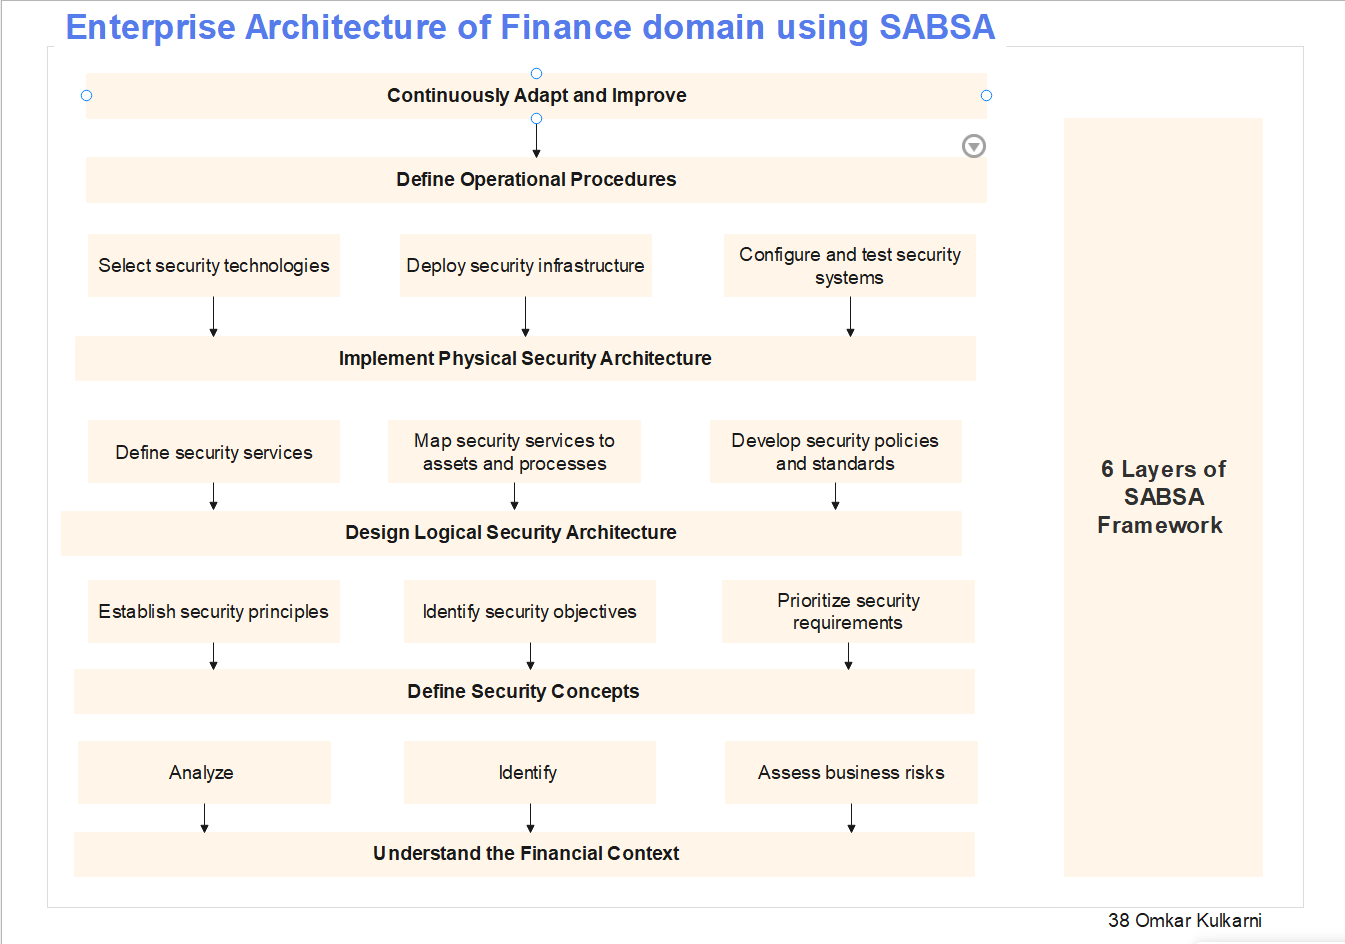 Enterprise Architecture of Finance domain using SABSA
Continuously Adapt and Improve
Define Operational Procedures
Select security technologies
Deploy security infrastructure
Configure and test security
systems
Implement Physical Security Architecture
Define security services
Map security services to
assets and processes
Develop security policies
and standards
Design Logical Security Architecture
Establish security principles
Identify security objectives
Prioritize security
requirements
Define Security Concepts
Analyze
Identify
Assess business risks
Understand the Financial Context
6 Layers of
SABSA
Framework
38 Omkar Kulkarni